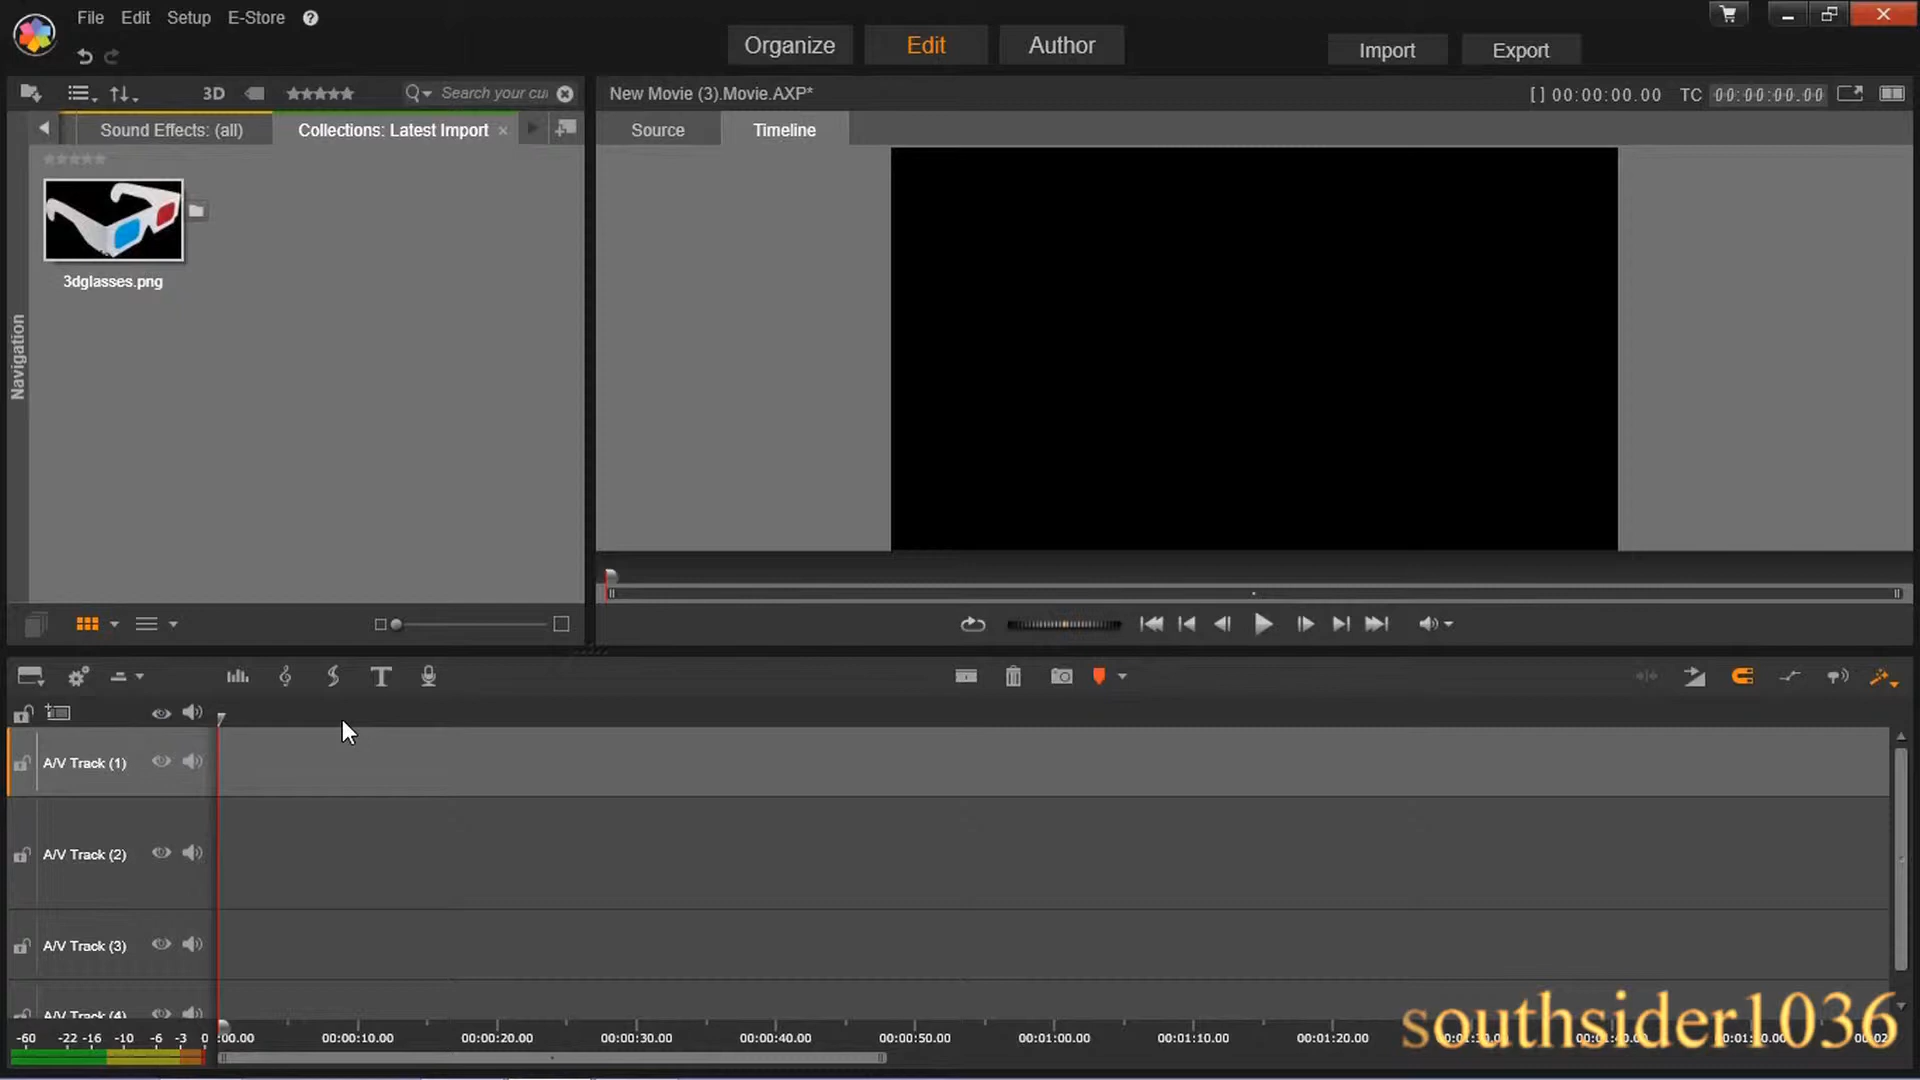 File Edit Setup E-Store ?
Organize Edit Author Import Export
3D Search your cu
New Movie (3).Movie.AXP* [ ] 00:00:00.00 TC 00:00:00.00
Sound Effects: (all) Collections: Latest Import
Source Timeline
3dglasses.png
Navigation
A/V Track (1)
A/V Track (2)
A/V Track (3)
A/V Track (4)
-60 -22 -16 -10 -6 -3 0 :00.00 00:00:10.00 00:00:20.00 00:00:30.00 00:00:40.00 00:00:50.00 00:01:00.00 00:01:10.00 00:01:20.00
southsider1036